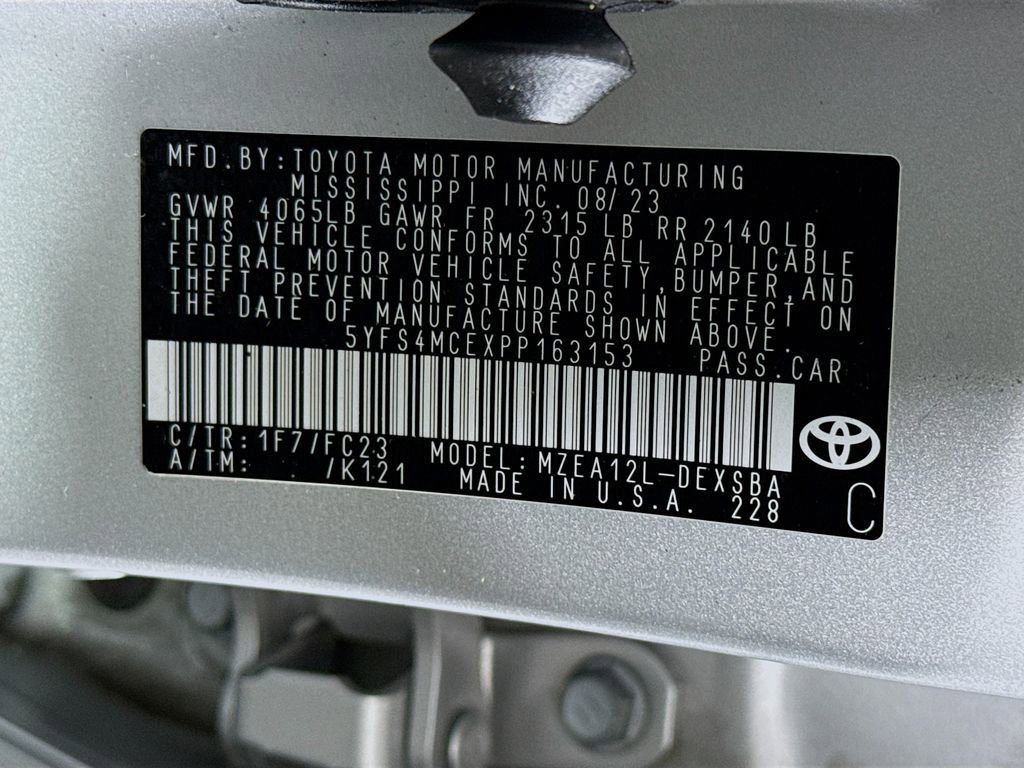 MFD.BY:TOYOTA MOTOR MANUFACTURING
MISSISSIPPI INC. 08/23
GVWR 4065LB GAWR FR 2315 LB RR 2140 LB
THIS VEHICLE CONFORMS TO ALL APPLICABLE
FEDERAL MOTOR VEHICLE SAFETY,BUMPER,AND
THEFT PREVENTION STANDARDS IN EFFECT ON
THE DATE OF MANUFACTURE SHOWN ABOVE.
5YFS4MCEXPP163153 PASS.CAR
C/TR:1F7/FC23 MODEL:MZEA12L-DEXSBA
A/TM: /K121 MADE IN U.S.A. 228
C